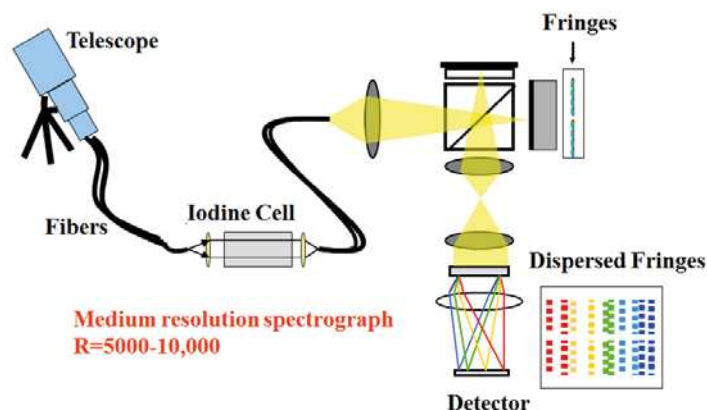 Telescope
Fringes
Fibers
Iodine Cell
Dispersed Fringes
Medium resolution spectrograph
R=5000-10,000
Detector